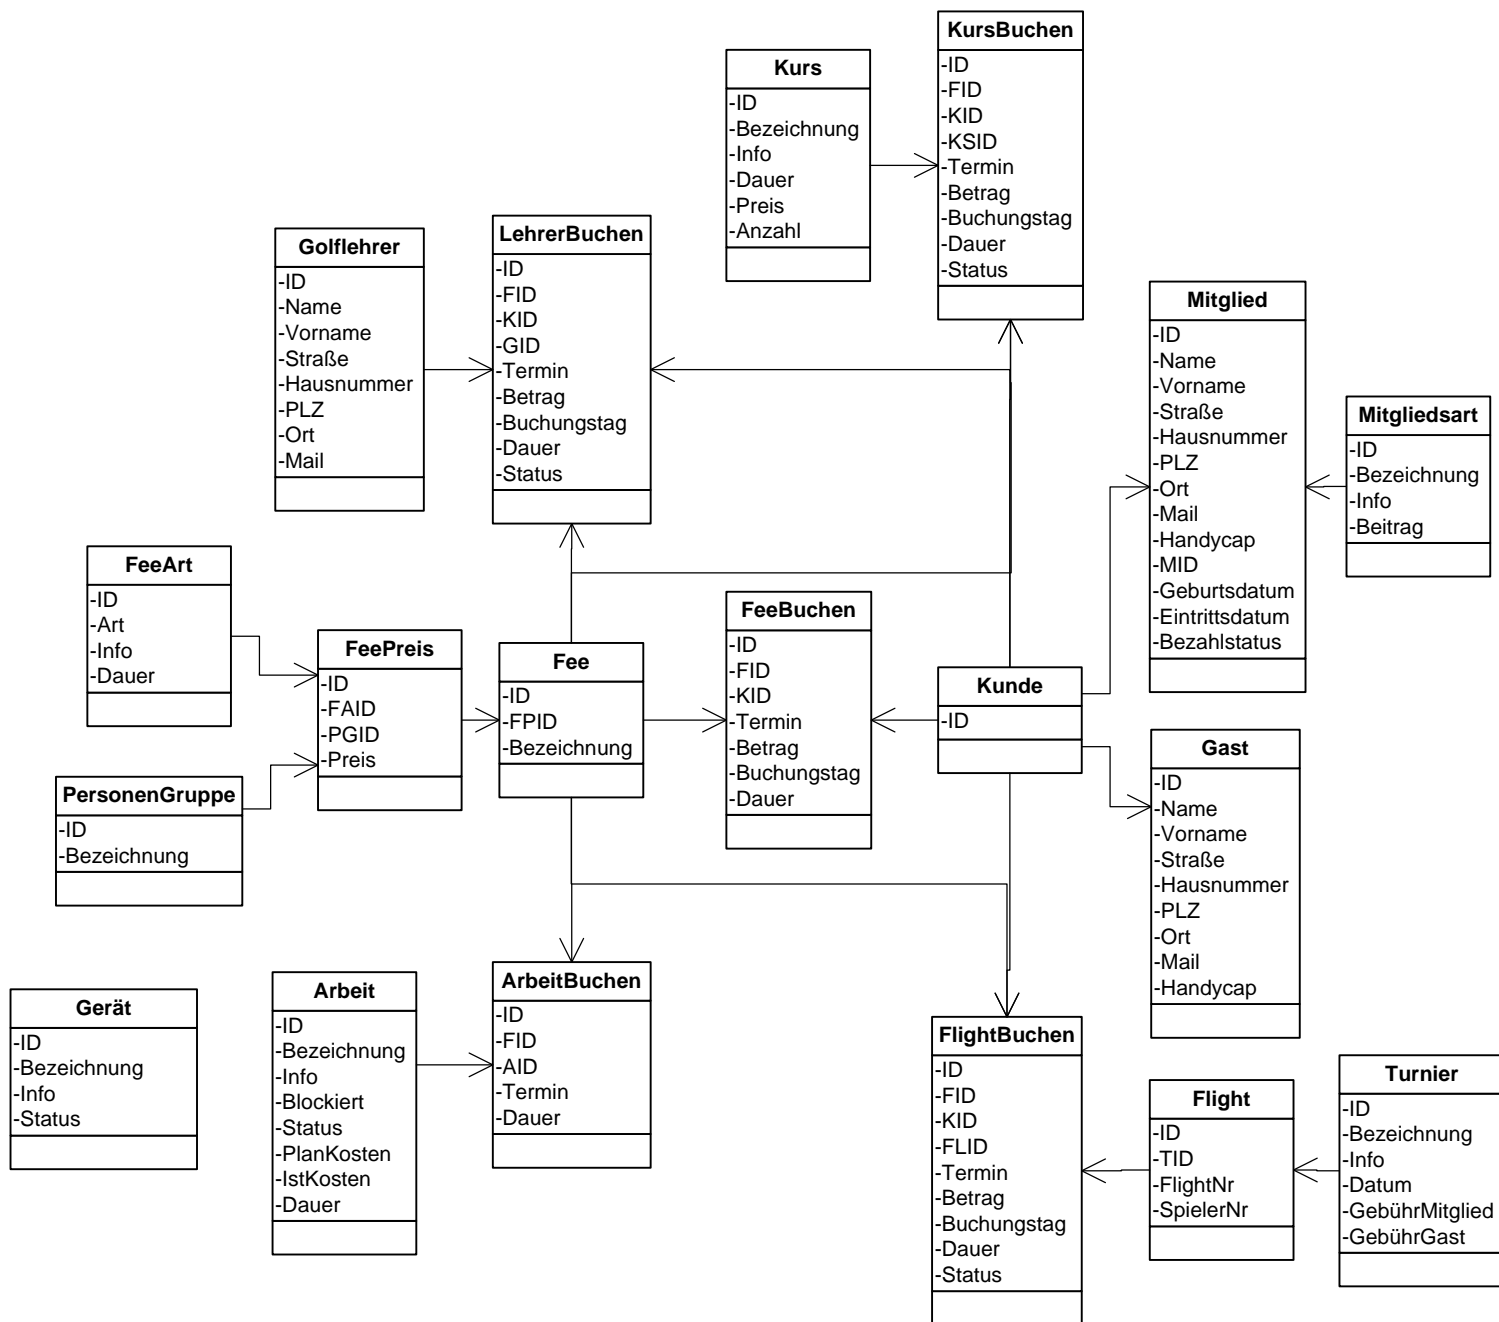 KursBuchen
-ID
-FID
-KID
-KSID
-Termin
-Betrag
-Buchungstag
-Dauer
-Status
Kurs
-ID
-Bezeichnung
-Info
-Dauer
-Preis
-Anzahl
LehrerBuchen
-ID
-FID
-KID
-GID
-Termin
-Betrag
-Buchungstag
-Dauer
-Status
Golflehrer
-ID
-Name
-Vorname
-Straße
-Hausnummer
-PLZ
-Ort
-Mail
Mitglied
-ID
-Name
-Vorname
-Straße
-Hausnummer
-PLZ
-Ort
-Mail
-Handycap
-MID
-Geburtsdatum
-Eintrittsdatum
-Bezahlstatus
Mitgliedsart
-ID
-Bezeichnung
-Info
-Beitrag
FeeArt
-ID
-Art
-Info
-Dauer
FeePreis
-ID
-FAID
-PGID
-Preis
Fee
-ID
-FPID
-Bezeichnung
FeeBuchen
-ID
-FID
-KID
-Termin
-Betrag
-Buchungstag
-Dauer
Kunde
-ID
Gast
-ID
-Name
-Vorname
-Straße
-Hausnummer
-PLZ
-Ort
-Mail
-Handycap
PersonenGruppe
-ID
-Bezeichnung
Gerät
-ID
-Bezeichnung
-Info
-Status
Arbeit
-ID
-Bezeichnung
-Info
-Blockiert
-Status
-PlanKosten
-IstKosten
-Dauer
ArbeitBuchen
-ID
-FID
-AID
-Termin
-Dauer
FlightBuchen
-ID
-FID
-KID
-FLID
-Termin
-Betrag
-Buchungstag
-Dauer
-Status
Flight
-ID
-TID
-FlightNr
-SpielerNr
Turnier
-ID
-Bezeichnung
-Info
-Datum
-GebührMitglied
-GebührGast